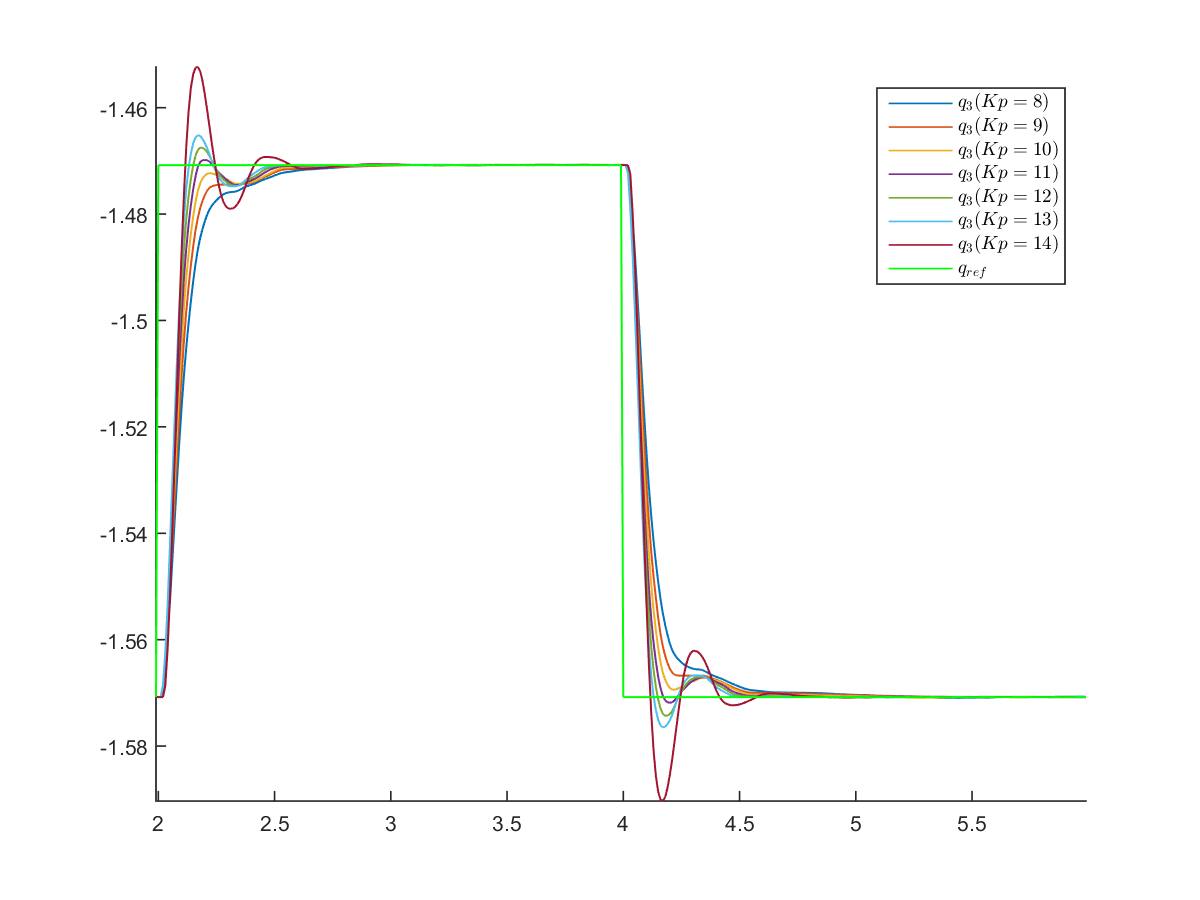 -1.46
-1.48
-1.5
-1.52
-1.54
-1.56
-1.58
2
2.5
3
3.5
4
4.5
5
5.5
q₃(Kp = 8)
q₃(Kp = 9)
q₃(Kp = 10)
q₃(Kp = 11)
q₃(Kp = 12)
q₃(Kp = 13)
q₃(Kp = 14)
q_ref